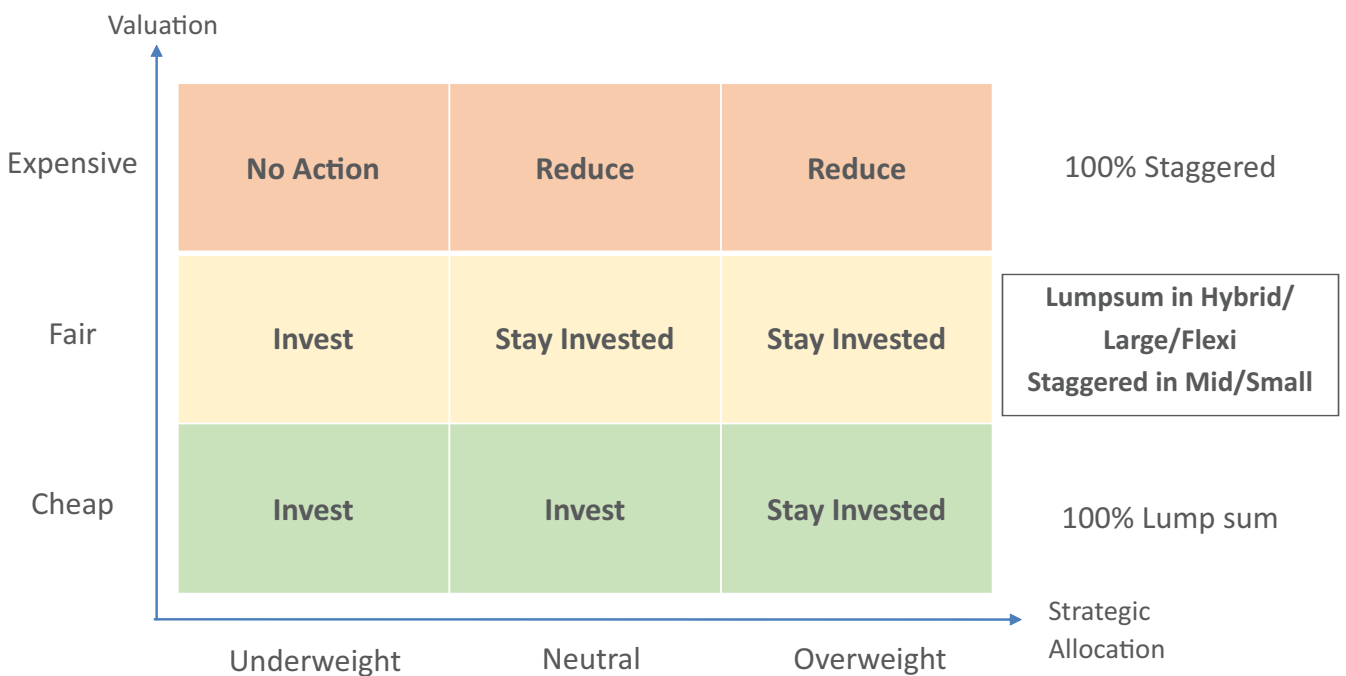 Valuation
Expensive
No Action
Reduce
Reduce
100% Staggered
Fair
Invest
Stay Invested
Stay Invested
Lumpsum in Hybrid/
Large/Flexi
Staggered in Mid/Small
Cheap
Invest
Invest
Stay Invested
100% Lump sum
Strategic
Allocation
Underweight
Neutral
Overweight